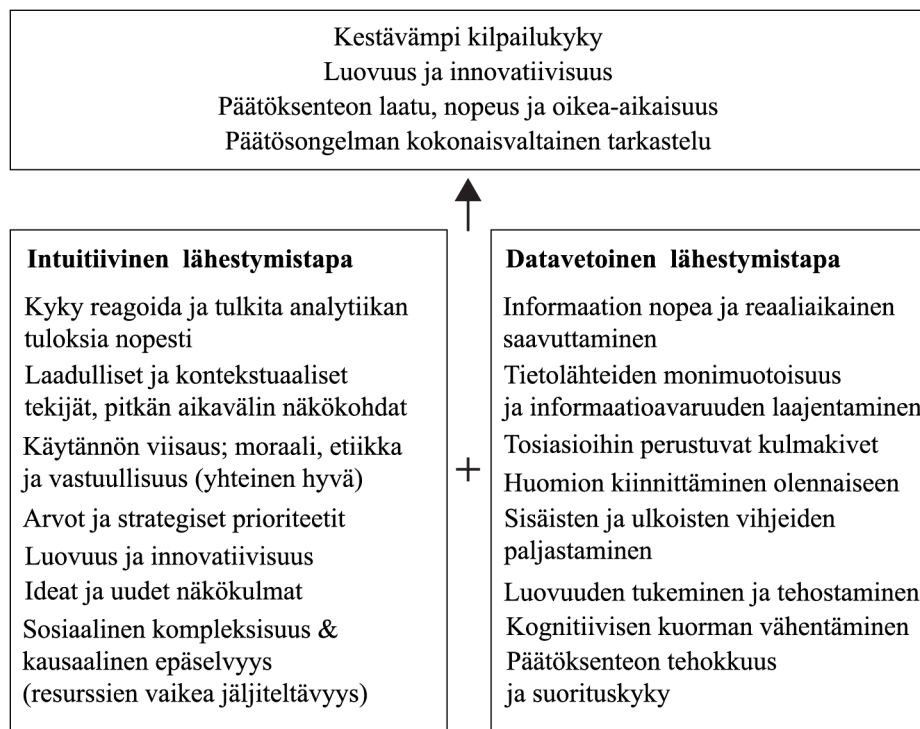 Kestävämpi kilpailukyky
Luovuus ja innovatiivisuus
Päätöksenteon laatu, nopeus ja oikea-aikaisuus
Päätösongelman kokonaisvaltainen tarkastelu
Intuitiivinen lähestymistapa
Kyky reagoida ja tulkita analytiikan
tuloksia nopesti
Laadulliset ja kontekstuaaliset
tekijät, pitkän aikavälin näkökohdat
Käytännön viisaus; moraali, etiikka
ja vastuullisuus (yhteinen hyvä)
Arvot ja strategiset prioriteetit
Luovuus ja innovatiivisuus
Ideat ja uudet näkökulmat
Sosiaalinen kompleksisuus &
kausaalinen epäselvyys
(resurssien vaikea jäljiteltävyys)
+
Datavetoinen lähestymistapa
Informaation nopea ja reaaliaikainen
saavuttaminen
Tietolähteiden monimuotoisuus
ja informaatioavaruuden laajentaminen
Tosiasioihin perustuvat kulmakivet
Huomion kiinnittäminen olennaiseen
Sisäisten ja ulkoisten vihjeiden
paljastaminen
Luovuuden tukeminen ja tehostaminen
Kognitiivisen kuorman vähentäminen
Päätöksenteon tehokkuus
ja suorituskyky